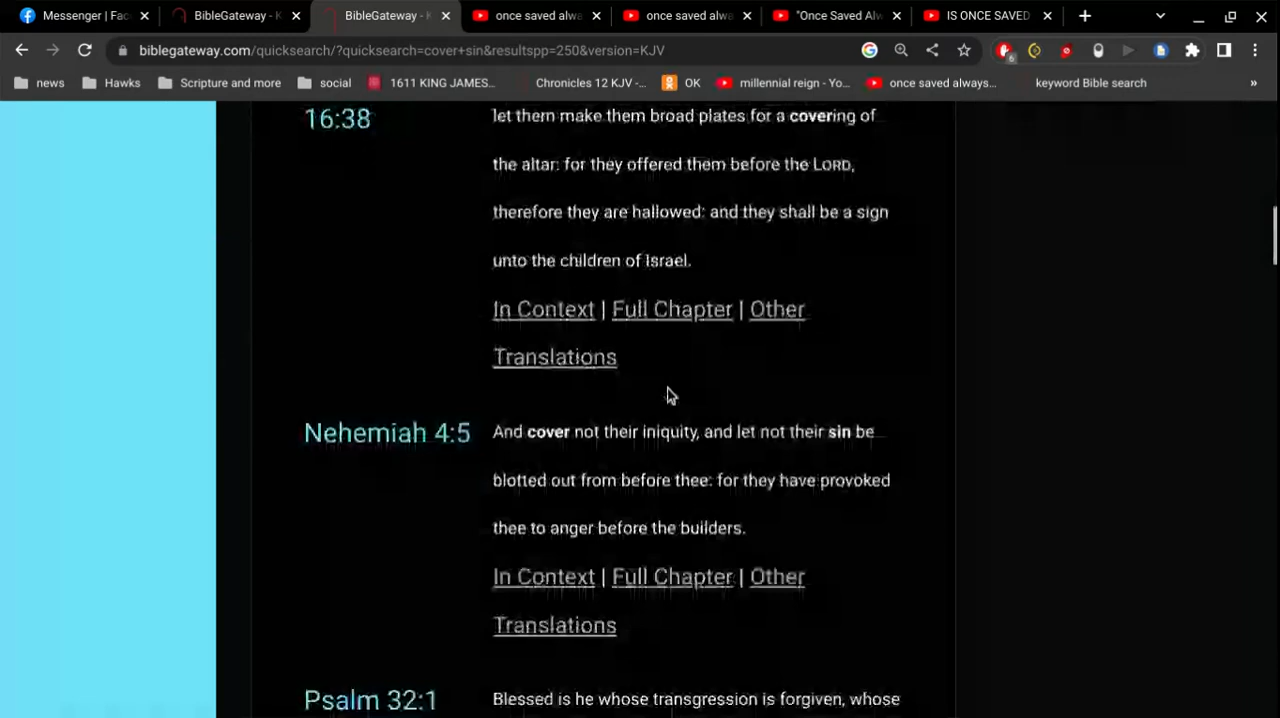 Messenger | Fac
BibleGateway - K
BibleGateway - K
once saved alwa
once saved alwa
"Once Saved Alw
IS ONCE SAVED
biblegateway.com/quicksearch/?quicksearch=cover+sin&resultspp=250&version=KJV
6
news
Hawks
Scripture and more
social
1611 KING JAMES...
Chronicles 12 KJV -...
OK
millennial reign - Yo...
once saved always...
keyword Bible search
»
16:38
let them make them broad plates for a covering of
the altar: for they offered them before the LORD,
therefore they are hallowed: and they shall be a sign
unto the children of Israel.
In Context | Full Chapter | Other
Translations
Nehemiah 4:5
And cover not their iniquity, and let not their sin be
blotted out from before thee: for they have provoked
thee to anger before the builders.
In Context | Full Chapter | Other
Translations
Psalm 32:1
Blessed is he whose transgression is forgiven, whose